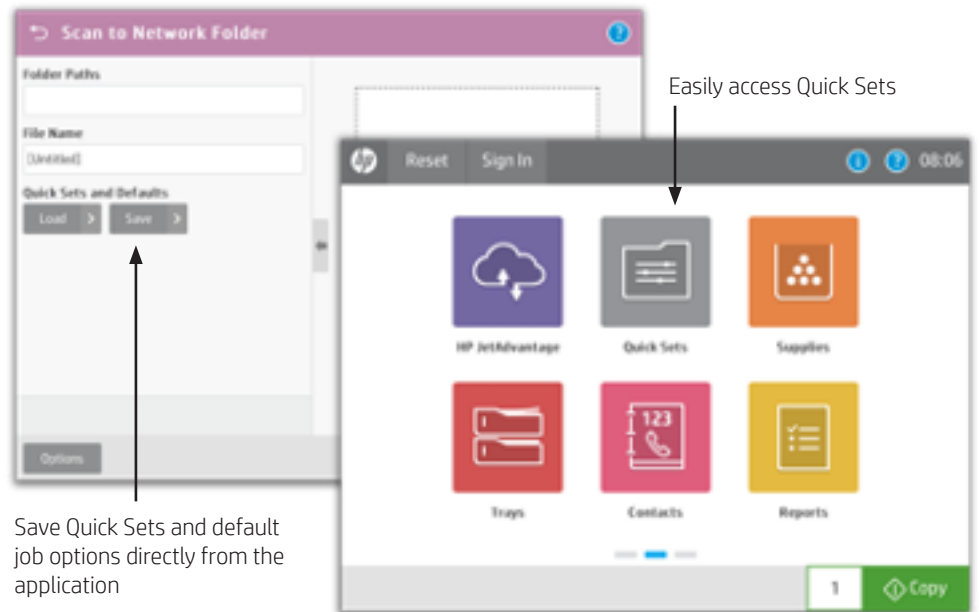 Scan to Network Folder
?
Folder Paths
File Name
[Untitled]
Quick Sets and Defaults
Load >
Save >
Options
Save Quick Sets and default
job options directly from the
application
Easily access Quick Sets
hp
Reset
Sign In
i
?
08:06
HP JetAdvantage
Quick Sets
Supplies
123
Trays
Contacts
Reports
1
Copy